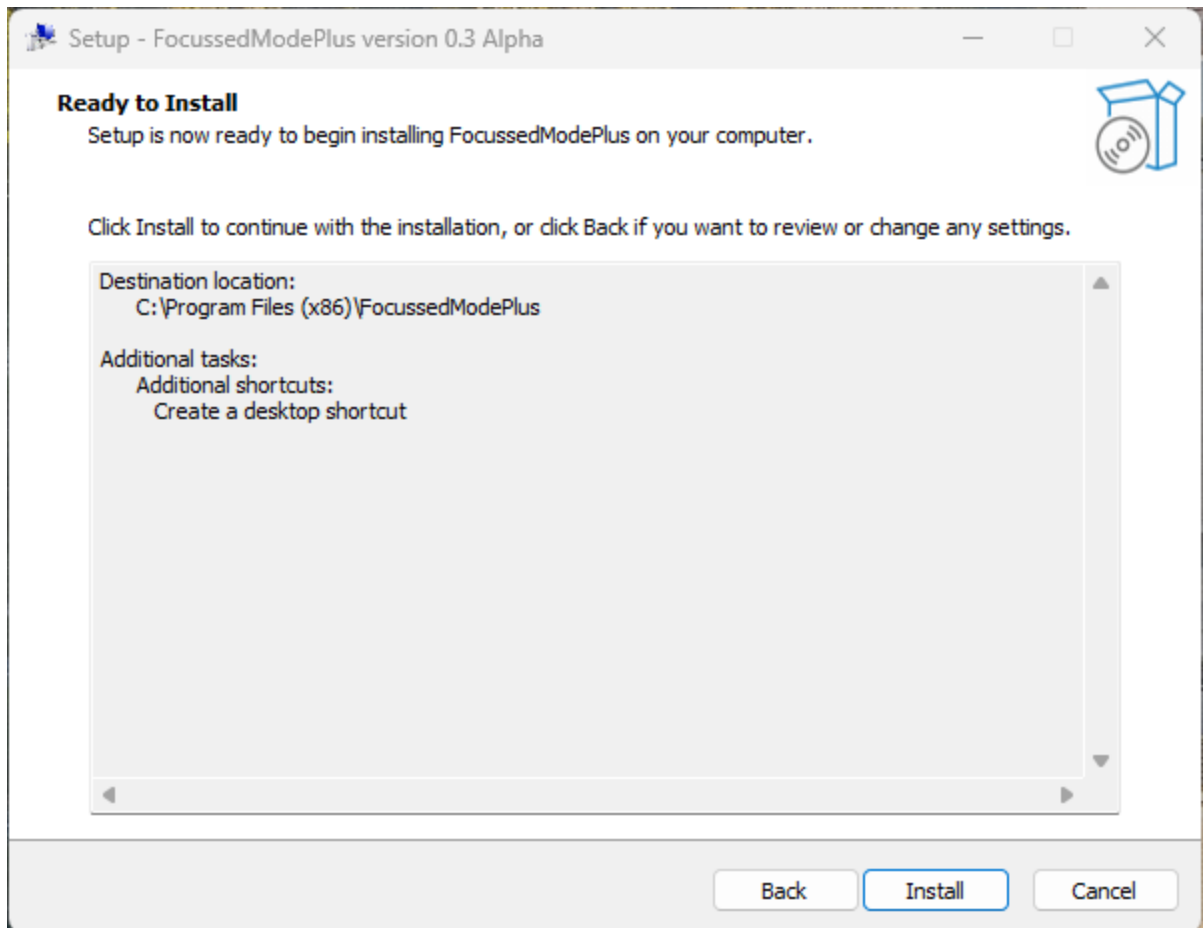 Setup - FocussedModePlus version 0.3 Alpha
Ready to Install
Setup is now ready to begin installing FocussedModePlus on your computer.
Click Install to continue with the installation, or click Back if you want to review or change any settings.
Destination location:
C:\Program Files (x86)\FocussedModePlus
Additional tasks:
Additional shortcuts:
Create a desktop shortcut
Back
Install
Cancel